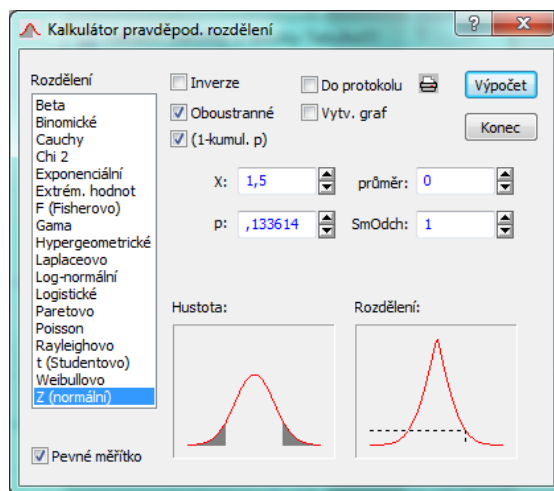 Kalkulátor pravděpod. rozdělení
Rozdělení
Beta
Binomické
Cauchy
Chi 2
Exponenciální
Extrém. hodnot
F (Fisherovo)
Gama
Hypergeometrické
Laplaceovo
Log-normální
Logistické
Paretovo
Poisson
Rayleighovo
t (Studentovo)
Weibullovo
Z (normální)
Pevné měřítko
Inverze
Do protokolu
Výpočet
Oboustranné
Vytv. graf
(1-kumul. p)
Konec
X: 1,5 průměr: 0
p: ,133614 SmOdch: 1
Hustota:
Rozdělení: